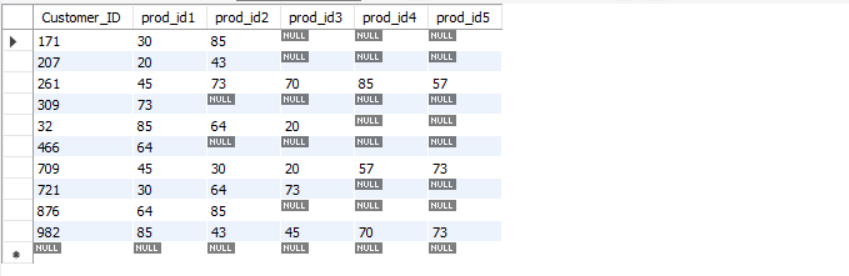 Customer_ID prod_id1 prod_id2 prod_id3 prod_id4 prod_id5
171 30 85 NULL NULL NULL
207 20 43 NULL NULL NULL
261 45 73 70 85 57
309 73 NULL NULL NULL NULL
32 85 64 20 NULL NULL
466 64 NULL NULL NULL NULL
709 45 30 20 57 73
721 30 64 73 NULL NULL
876 64 85 NULL NULL NULL
982 85 43 45 70 73
NULL NULL NULL NULL NULL NULL